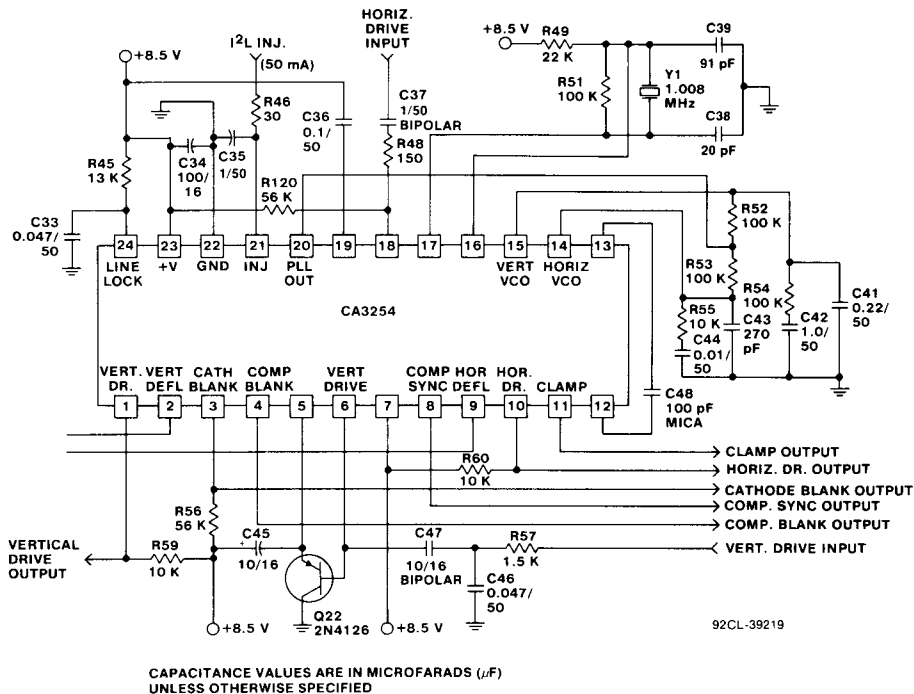 HORIZ.
DRIVE
INPUT
I²L INJ.
(50 mA)
+8.5 V
+8.5 V
R49
22 K
C39
91 pF
R51
100 K
Y1
1.008
MHz
C38
20 pF
R46
30
C36
0.1/
50
C37
1/50
BIPOLAR
R48
150
R45
13 K
C34
100/
16
C35
1/50
R120
56 K
C33
0.047/
50
R52
100 K
R53
100 K
R54
100 K
R55
10 K
C44
0.01/
50
C43
270
pF
C42
1.0/
50
C41
0.22/
50
24 23 22 21 20 19 18 17 16 15 14 13
LINE
LOCK
+V
GND
INJ
PLL
OUT
VERT
VCO
HORIZ
VCO
CA3254
VERT.
DR.
VERT
DEFL
CATH
BLANK
COMP
BLANK
VERT
DRIVE
COMP
SYNC
HOR
DEFL
HOR.
DR.
CLAMP
1 2 3 4 5 6 7 8 9 10 11 12
C48
100 pF
MICA
CLAMP OUTPUT
R60
10 K
HORIZ. DR. OUTPUT
CATHODE BLANK OUTPUT
COMP. SYNC OUTPUT
COMP. BLANK OUTPUT
R56
56 K
C45
+
10/16
C47
10/16
BIPOLAR
R57
1.5 K
VERT. DRIVE INPUT
VERTICAL
DRIVE
OUTPUT
R59
10 K
C46
0.047/
50
Q22
2N4126
+8.5 V
+8.5 V
92CL-39219
CAPACITANCE VALUES ARE IN MICROFARADS (μF)
UNLESS OTHERWISE SPECIFIED